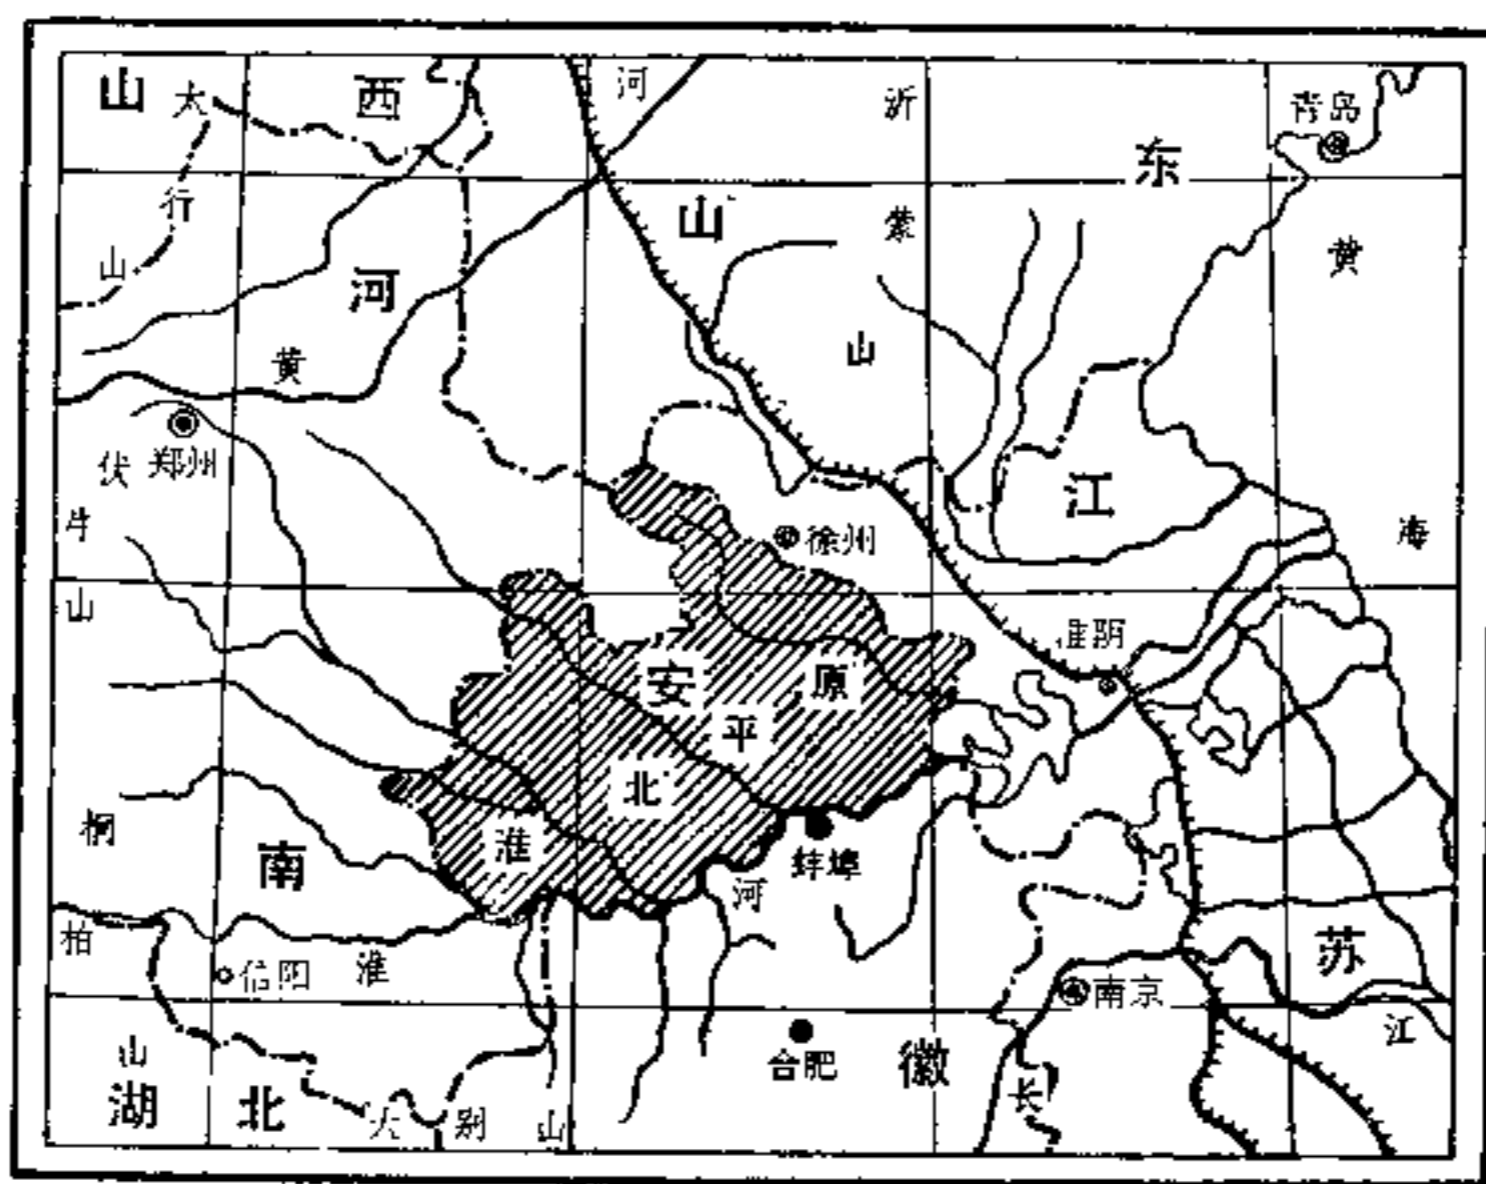 山 西
太行山
河
沂蒙山
青岛
山 东
黄海
河 南
黄
郑州
伏牛山
徐州
江 苏
淮阴
安 徽
淮北平原
蚌埠
河
桐柏山
信阳
淮
南京
合肥
江
湖 北
大别山
长